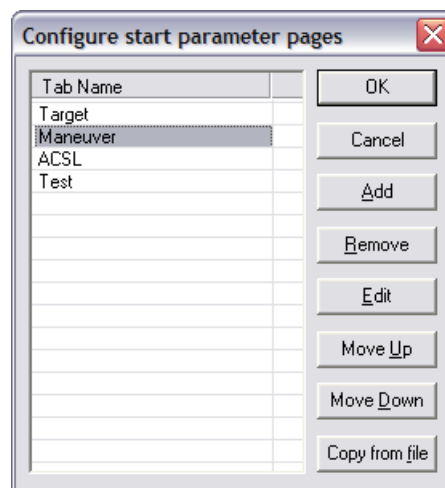 Configure start parameter pages
Tab Name
Target
Maneuver
ACSL
Test
OK
Cancel
Add
Remove
Edit
Move Up
Move Down
Copy from file